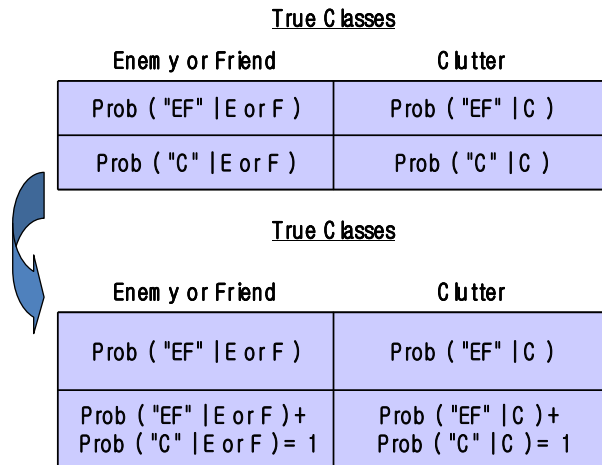 True Classes
Enemy or Friend Clutter
Prob ("EF" | E or F) Prob ("EF" | C)
Prob ("C" | E or F) Prob ("C" | C)
True Classes
Enemy or Friend Clutter
Prob ("EF" | E or F) Prob ("EF" | C)
Prob ("EF" | E or F) + Prob ("EF" | C) +
Prob ("C" | E or F) = 1 Prob ("C" | C) = 1